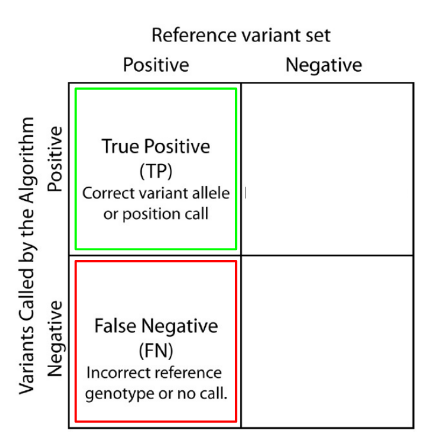 Reference variant set
Positive
Negative
Variants Called by the Algorithm
Positive
True Positive
(TP)
Correct variant allele
or position call
Negative
False Negative
(FN)
Incorrect reference
genotype or no call.